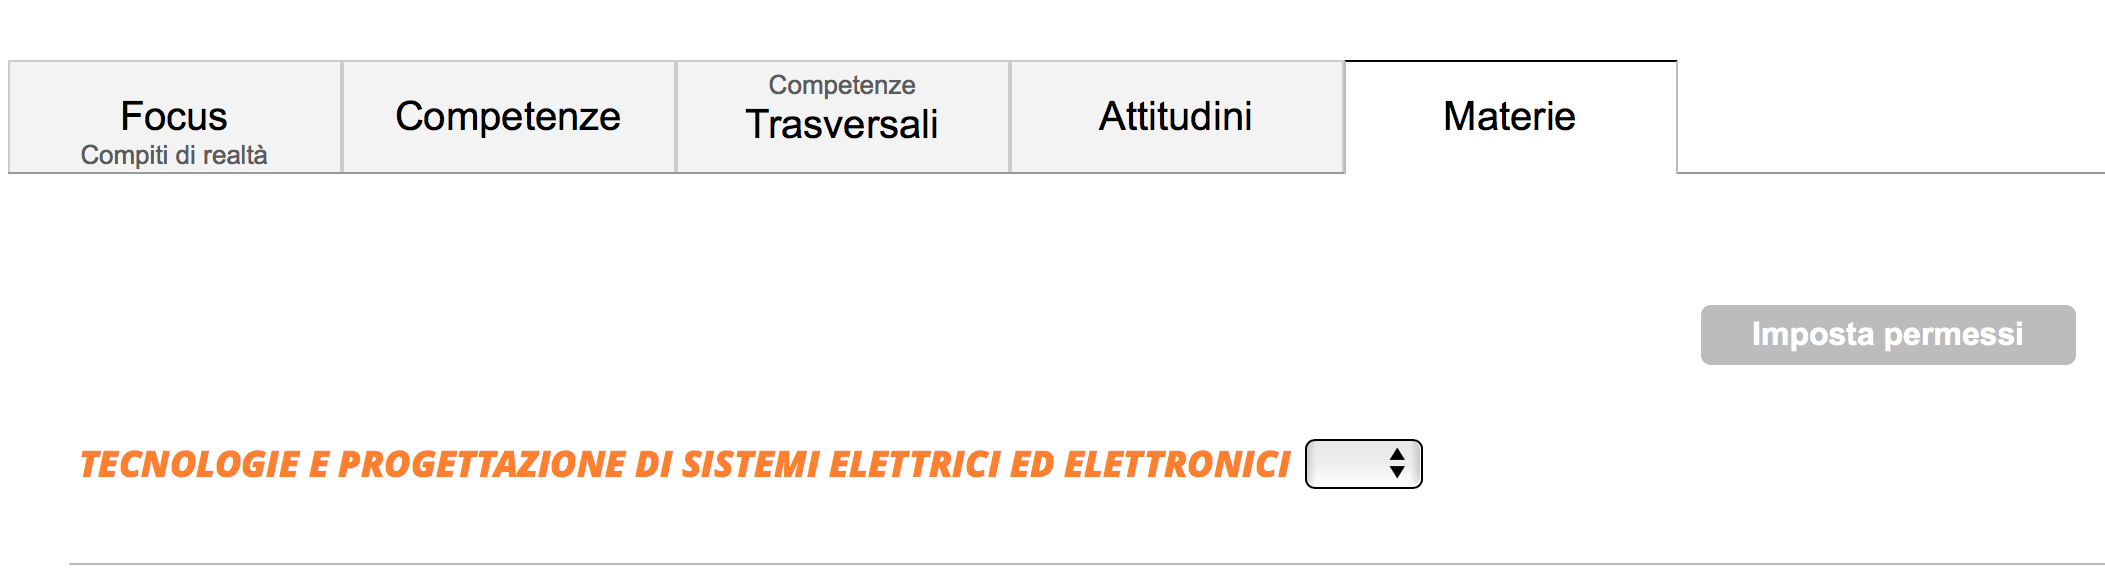 Focus
Compiti di realtà
Competenze
Competenze
Trasversali
Attitudini
Materie
Imposta permessi
TECNOLOGIE E PROGETTAZIONE DI SISTEMI ELETTRICI ED ELETTRONICI